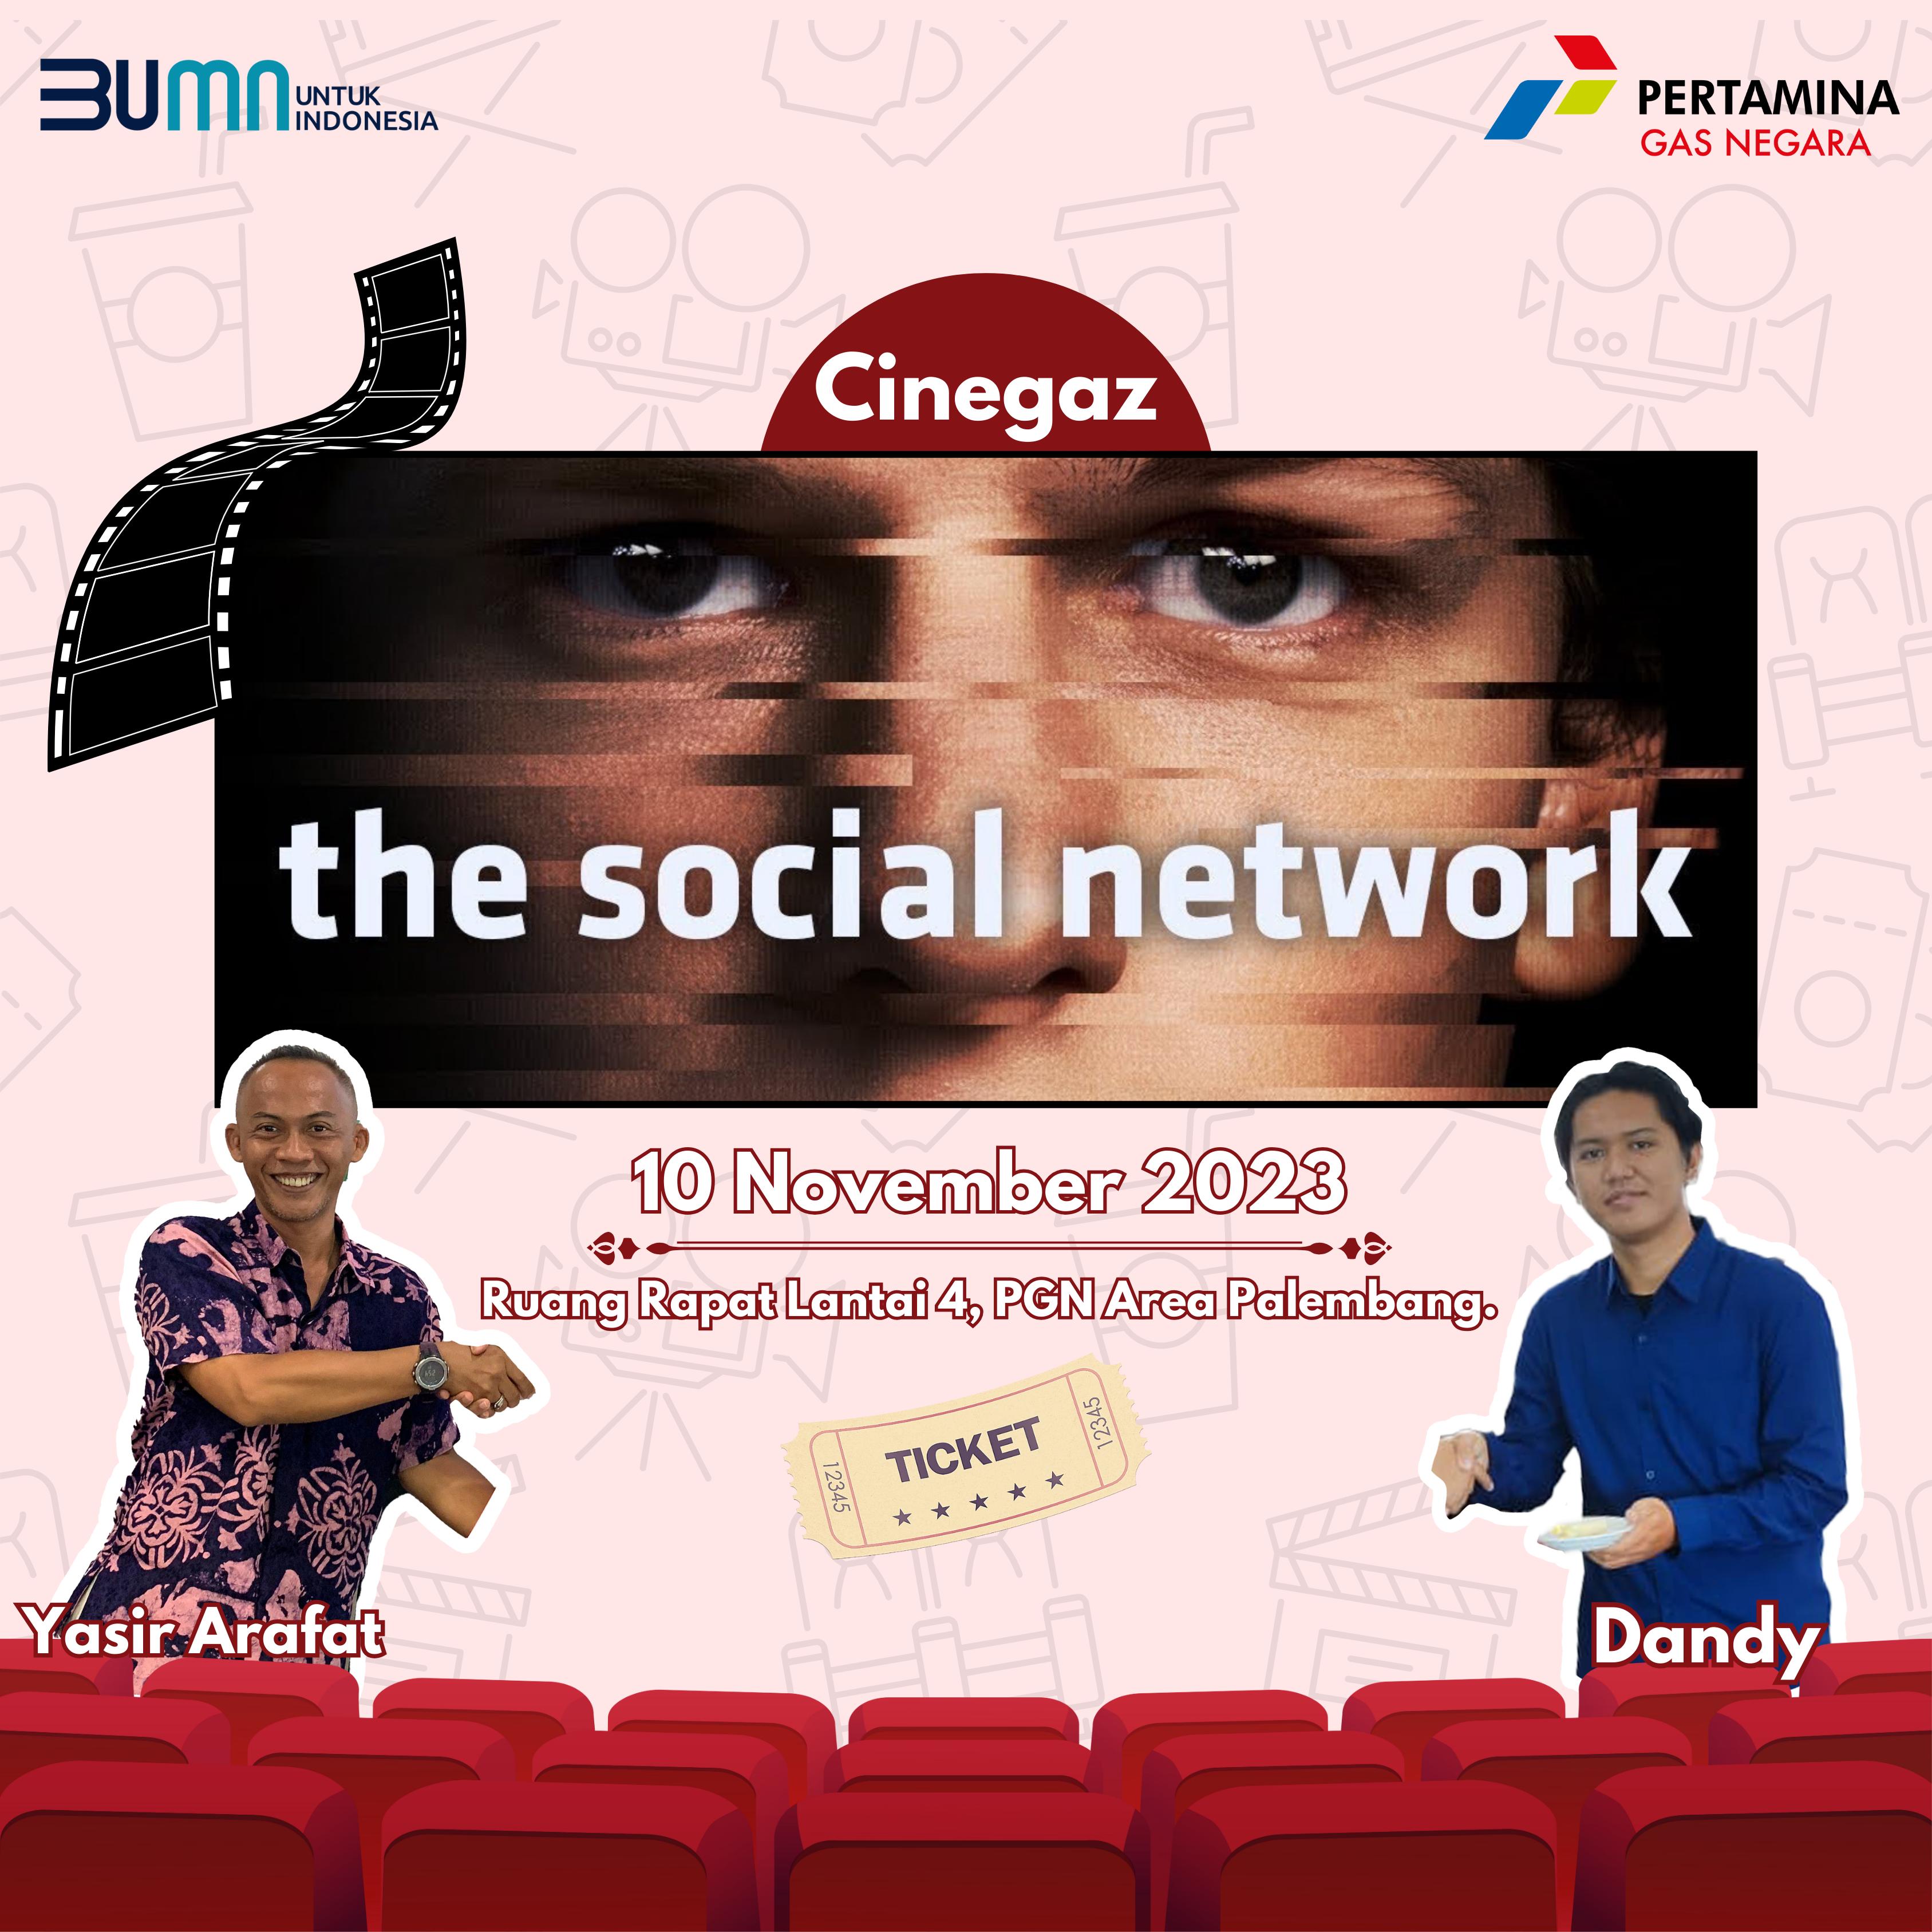 BUMN UNTUK
INDONESIA
PERTAMINA
GAS NEGARA
Cinegaz
the social network
10 November 2023
Ruang Rapat Lantai 4, PGN Area Palembang.
12345
TICKET
12345
Yasir Arafat
Dandy